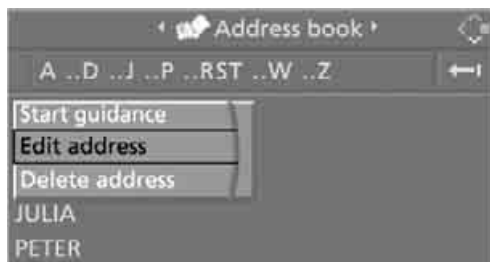 Address book
A ..D ..J ..P ..RST ..W ..Z
Start guidance
Edit address
Delete address
JULIA
PETER